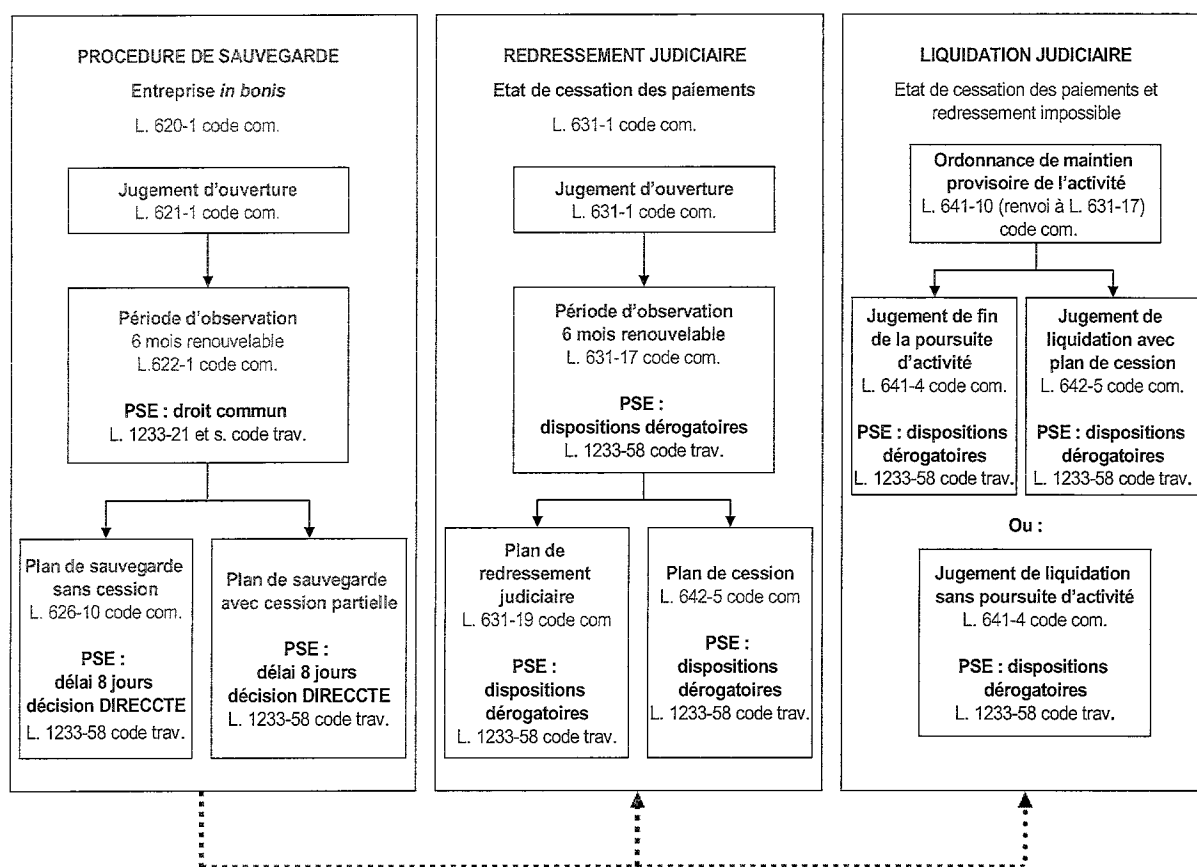 PROCEDURE DE SAUVEGARDE
Entreprise in bonis
L. 620-1 code com.
Jugement d'ouverture
L. 621-1 code com.
Période d'observation
6 mois renouvelable
L.622-1 code com.
PSE : droit commun
L. 1233-21 et s. code trav.
Plan de sauvegarde
sans cession
L. 626-10 code com.
PSE :
délai 8 jours
décision DIRECCTE
L. 1233-58 code trav.
Plan de sauvegarde
avec cession partielle
PSE :
délai 8 jours
décision DIRECCTE
L. 1233-58 code trav.
REDRESSEMENT JUDICIAIRE
Etat de cessation des paiements
L. 631-1 code com.
Jugement d'ouverture
L. 631-1 code com.
Période d'observation
6 mois renouvelable
L. 631-17 code com.
PSE :
dispositions dérogatoires
L. 1233-58 code trav.
Plan de
redressement
judiciaire
L. 631-19 code com
PSE :
dispositions
dérogatoires
L. 1233-58 code trav.
Plan de cession
L. 642-5 code com
PSE :
dispositions
dérogatoires
L. 1233-58 code trav.
LIQUIDATION JUDICIAIRE
Etat de cessation des paiements et
redressement impossible
Ordonnance de maintien
provisoire de l'activité
L. 641-10 (renvoi à L. 631-17)
code com.
Jugement de fin
de la poursuite
d'activité
L. 641-4 code com.
PSE : dispositions
dérogatoires
L. 1233-58 code trav.
Jugement de
liquidation avec
plan de cession
L. 642-5 code com.
PSE : dispositions
dérogatoires
L. 1233-58 code trav.
Ou :
Jugement de liquidation
sans poursuite d'activité
L. 641-4 code com.
PSE : dispositions
dérogatoires
L. 1233-58 code trav.